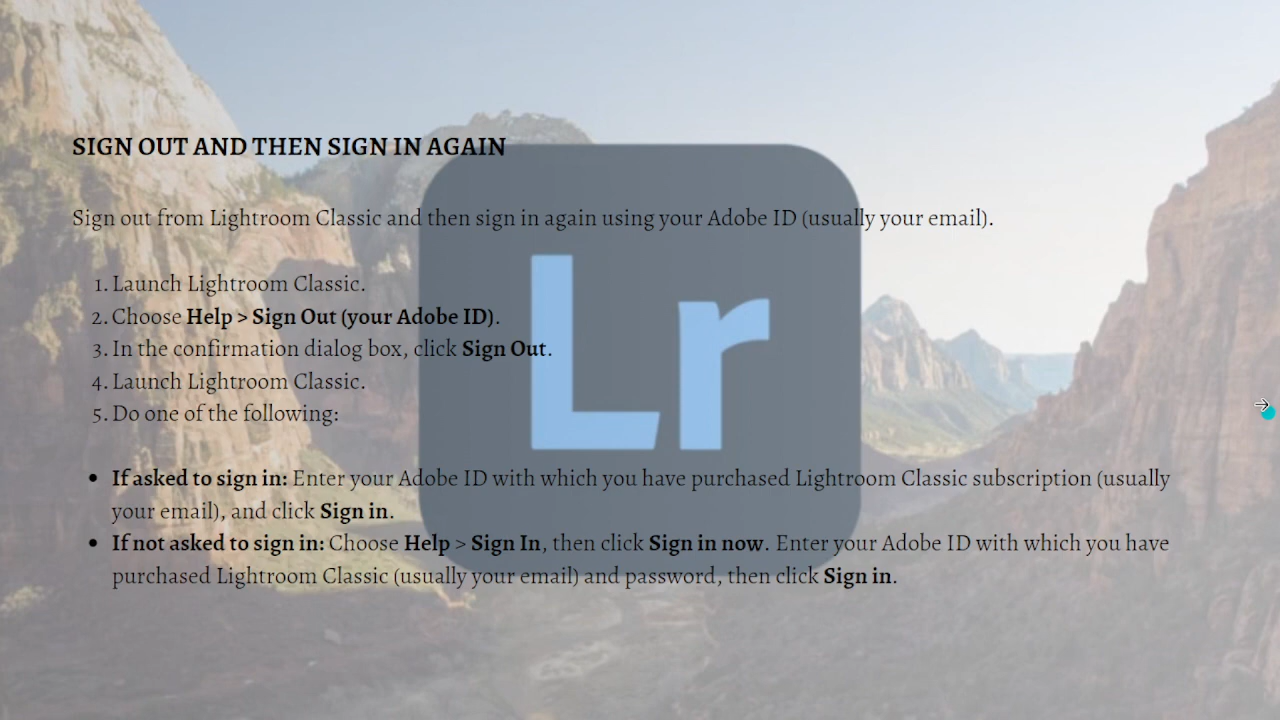 SIGN OUT AND THEN SIGN IN AGAIN
Sign out from Lightroom Classic and then sign in again using your Adobe ID (usually your email).
1. Launch Lightroom Classic.
2. Choose Help > Sign Out (your Adobe ID).
3. In the confirmation dialog box, click Sign Out.
4. Launch Lightroom Classic.
5. Do one of the following:
• If asked to sign in: Enter your Adobe ID with which you have purchased Lightroom Classic subscription (usually
your email), and click Sign in.
• If not asked to sign in: Choose Help > Sign In, then click Sign in now. Enter your Adobe ID with which you have
purchased Lightroom Classic (usually your email) and password, then click Sign in.
Lr